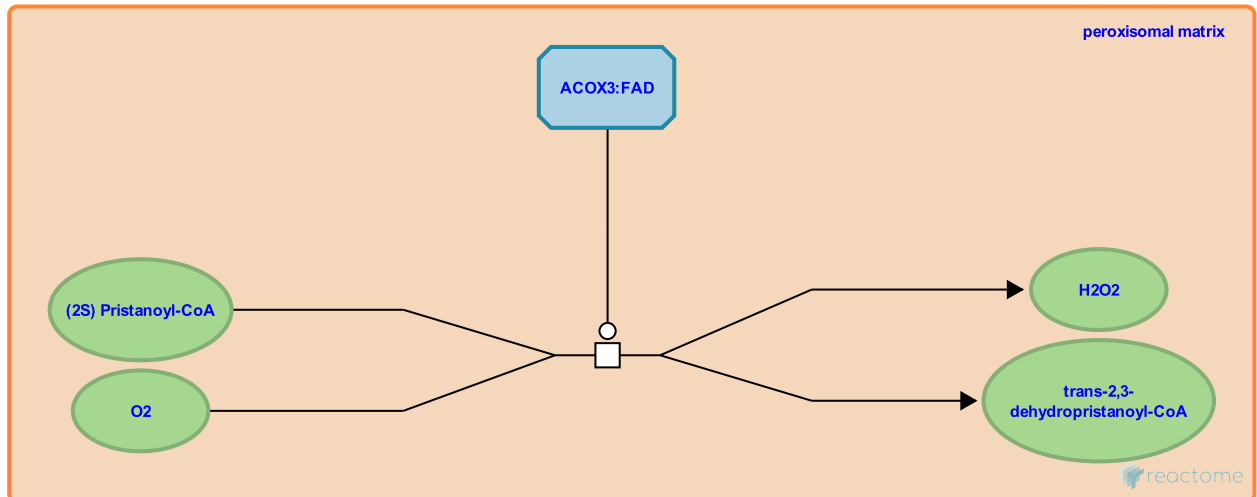 peroxisomal matrix
ACOX3:FAD
(2S) Pristanoyl-CoA
H2O2
O2
trans-2,3-
dehydropristanoyl-CoA
reactome